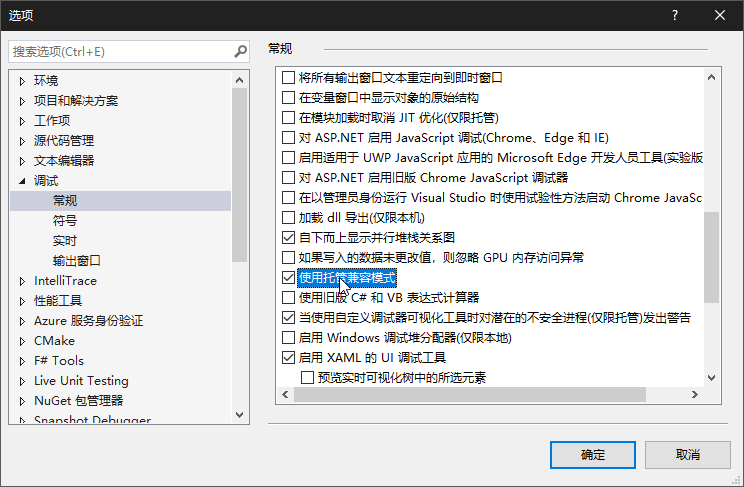 选项
搜索选项(Ctrl+E)
环境
项目和解决方案
工作项
源代码管理
文本编辑器
调试
常规
符号
实时
输出窗口
IntelliTrace
性能工具
Azure 服务身份验证
CMake
F# Tools
Live Unit Testing
NuGet 包管理器
Snapshot Debugger
常规
将所有输出窗口文本重定向到即时窗口
在变量窗口中显示对象的原始结构
在模块加载时取消 JIT 优化(仅限托管)
对 ASP.NET 启用 JavaScript 调试(Chrome、Edge 和 IE)
启用适用于 UWP JavaScript 应用的 Microsoft Edge 开发人员工具(实验版
对 ASP.NET 启用旧版 Chrome JavaScript 调试器
在以管理员身份运行 Visual Studio 时使用试验性方法启动 Chrome JavaSc
加载 dll 导出(仅限本机)
自下而上显示并行堆栈关系图
如果写入的数据未更改值，则忽略 GPU 内存访问异常
使用托管兼容模式
使用旧版 C# 和 VB 表达式计算器
当使用自定义调试器可视化工具时对潜在的不安全进程(仅限托管)发出警告
启用 Windows 调试堆分配器(仅限本地)
启用 XAML 的 UI 调试工具
预览实时可视化树中的所选元素
确定
取消